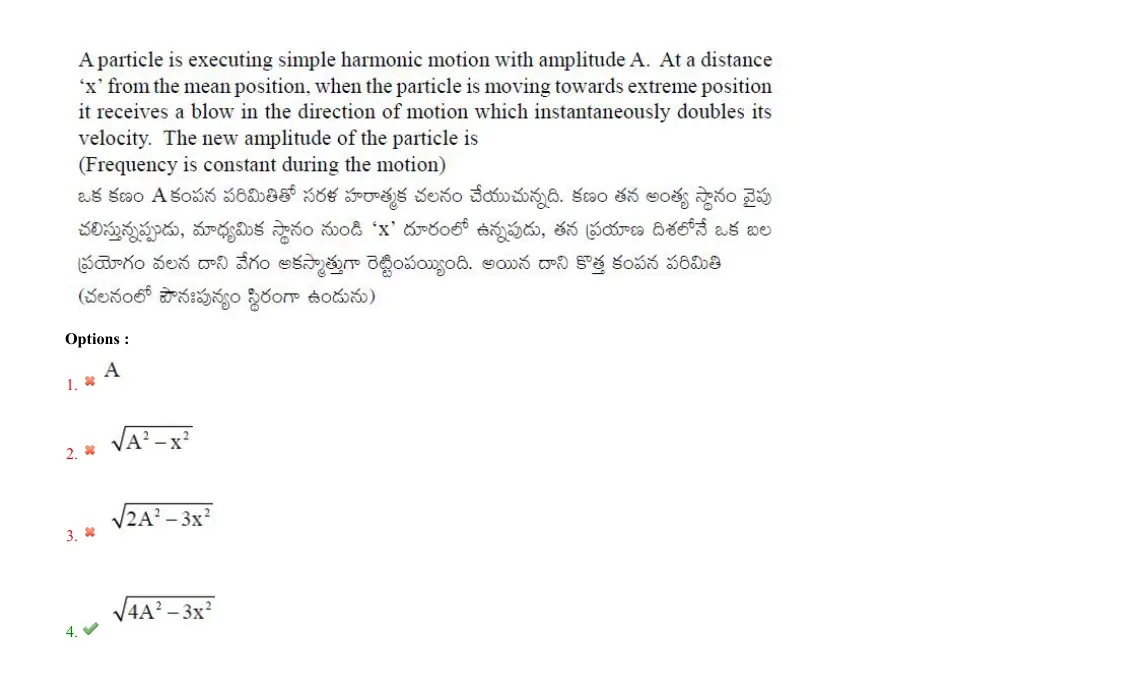 A particle is executing simple harmonic motion with amplitude A. At a distance
‘x’ from the mean position, when the particle is moving towards extreme position
it receives a blow in the direction of motion which instantaneously doubles its
velocity. The new amplitude of the particle is
(Frequency is constant during the motion)
ఒక కణం A కంపన పరిమితితో సరళ హరాత్మక చలనం చేయుచున్నది. కణం తన అంత్య స్థానం వైపు
చలిస్తున్నప్పుడు, మాధ్యమిక స్థానం నుండి ‘x’ దూరంలో ఉన్నపుడు, తన ప్రయాణ దిశలోనే ఒక బల
ప్రయోగం వలన దాని వేగం అకస్మాత్తుగా రెట్టింపయ్యింది. అయిన దాని కొత్త కంపన పరిమితి
(చలనంలో పౌనఃపున్యం స్థిరంగా ఉండును)
Options :
1. A
2. √(A² – x²)
3. √(2A² – 3x²)
4. √(4A² – 3x²)